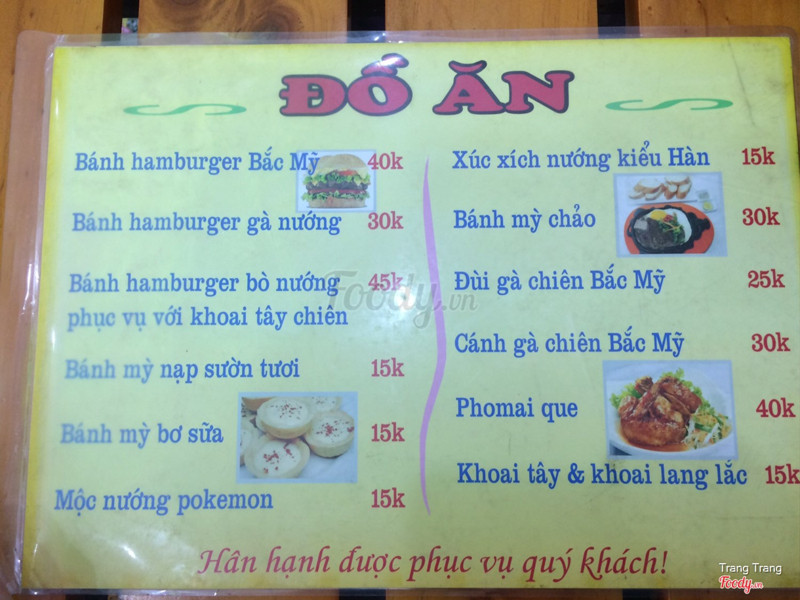 ĐỒ ĂN
Bánh hamburger Bắc Mỹ 40k
Bánh hamburger gà nướng 30k
Bánh hamburger bò nướng 45k
phục vụ với khoai tây chiên
Bánh mỳ nạp sườn tươi 15k
Bánh mỳ bơ sữa 15k
Mộc nướng pokemon 15k
Xúc xích nướng kiểu Hàn 15k
Bánh mỳ chảo 30k
Đùi gà chiên Bắc Mỹ 25k
Cánh gà chiên Bắc Mỹ 30k
Phomai que 40k
Khoai tây & khoai lang lắc 15k
Hân hạnh được phục vụ quý khách!
Foody.vn
Trang Trang
Foody.vn